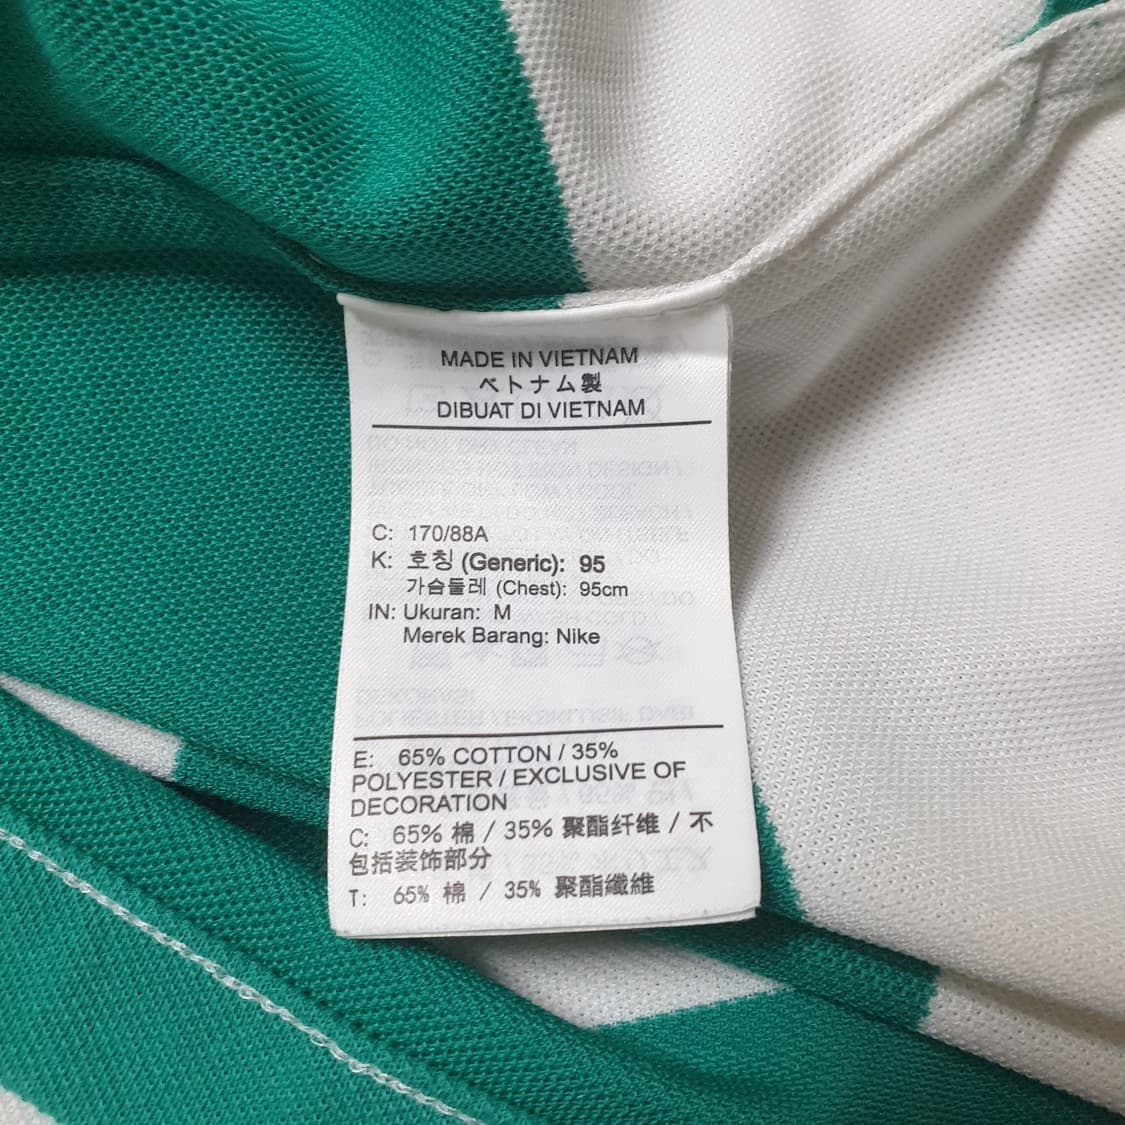 MADE IN VIETNAM
ベトナム製
DIBUAT DI VIETNAM
C: 170/88A
K: 호칭 (Generic): 95
가슴둘레 (Chest): 95cm
IN: Ukuran: M
Merek Barang: Nike
E: 65% COTTON / 35%
POLYESTER / EXCLUSIVE OF
DECORATION
C: 65% 棉 / 35% 聚酯纤维 / 不
包括装饰部分
T: 65% 棉 / 35% 聚酯纖維